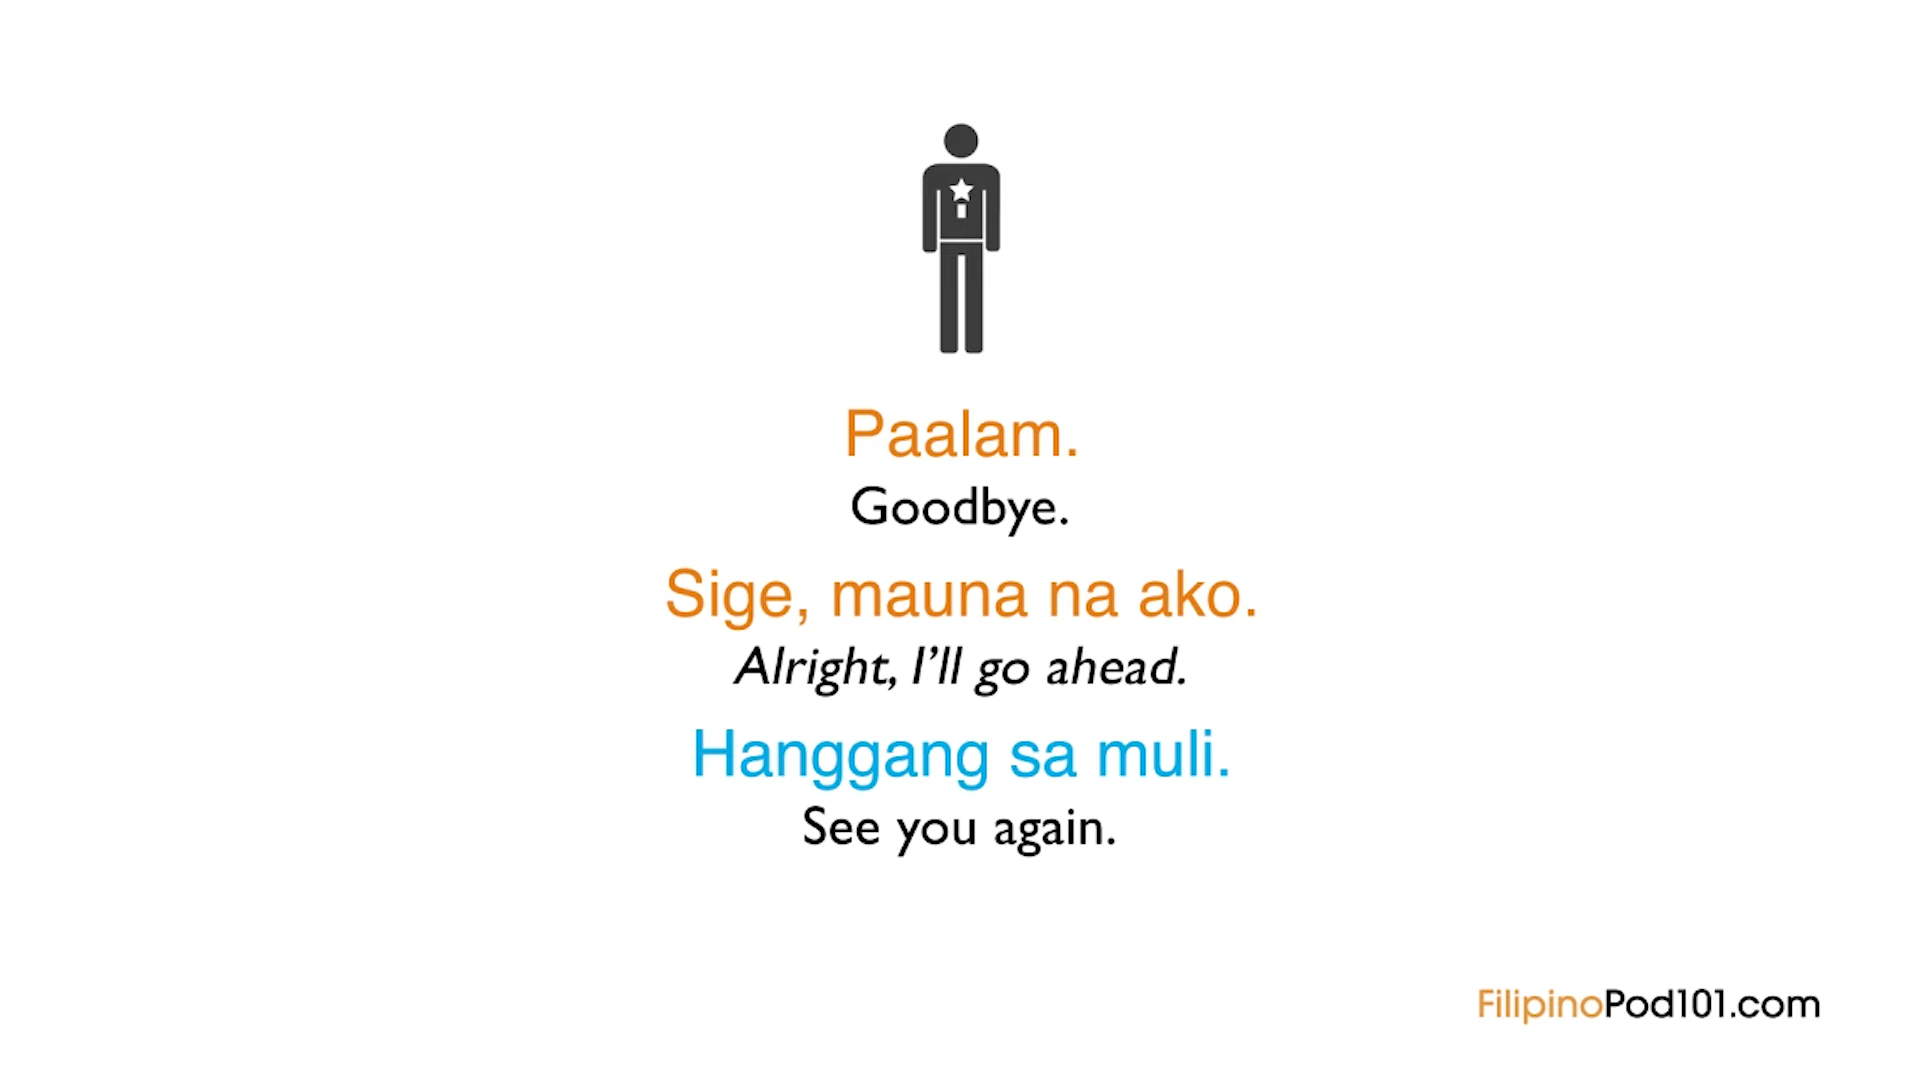 Paalam.
Goodbye.
Sige, mauna na ako.
Alright, I'll go ahead.
Hanggang sa muli.
See you again.
FilipinoPod101.com